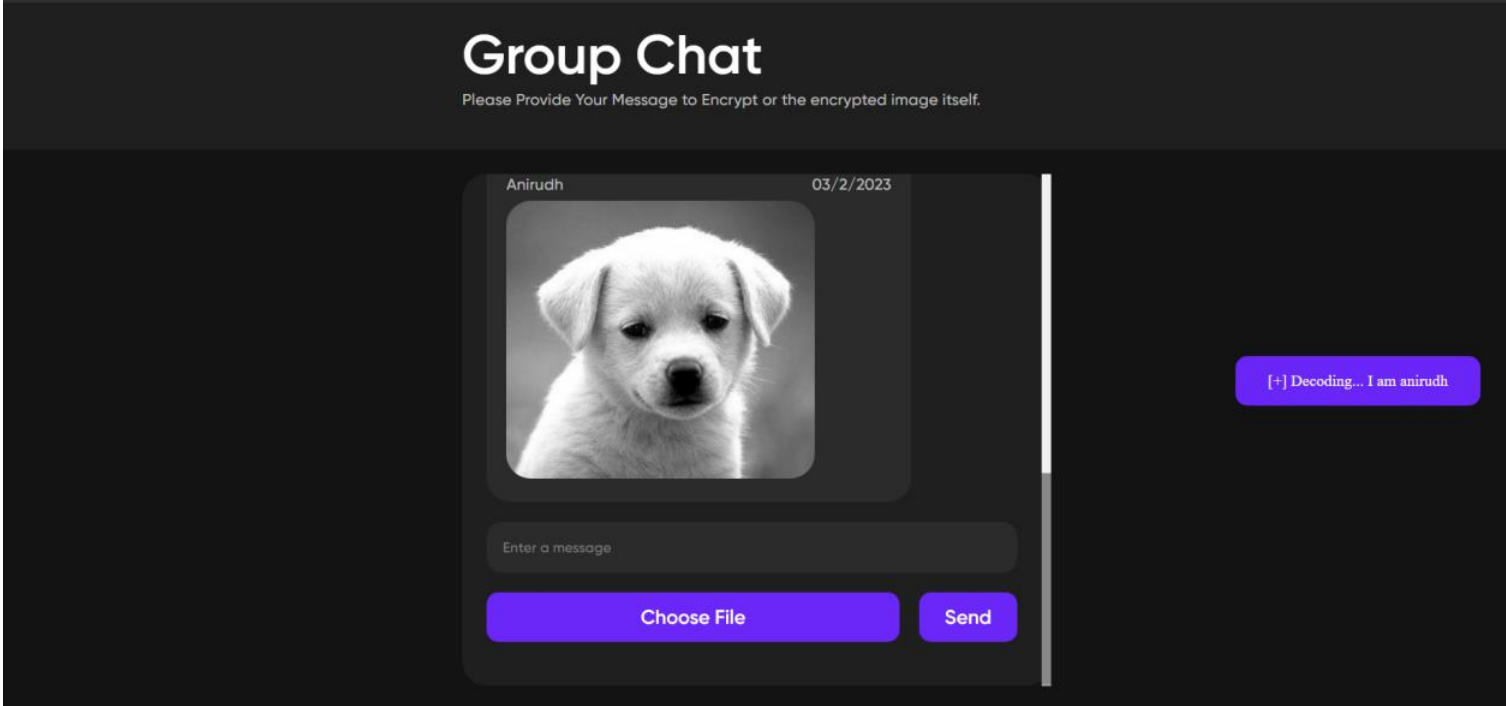 Group Chat
Please Provide Your Message to Encrypt or the encrypted image itself.
Anirudh 03/2/2023
[+] Decoding... I am anirudh
Enter a message
Choose File Send